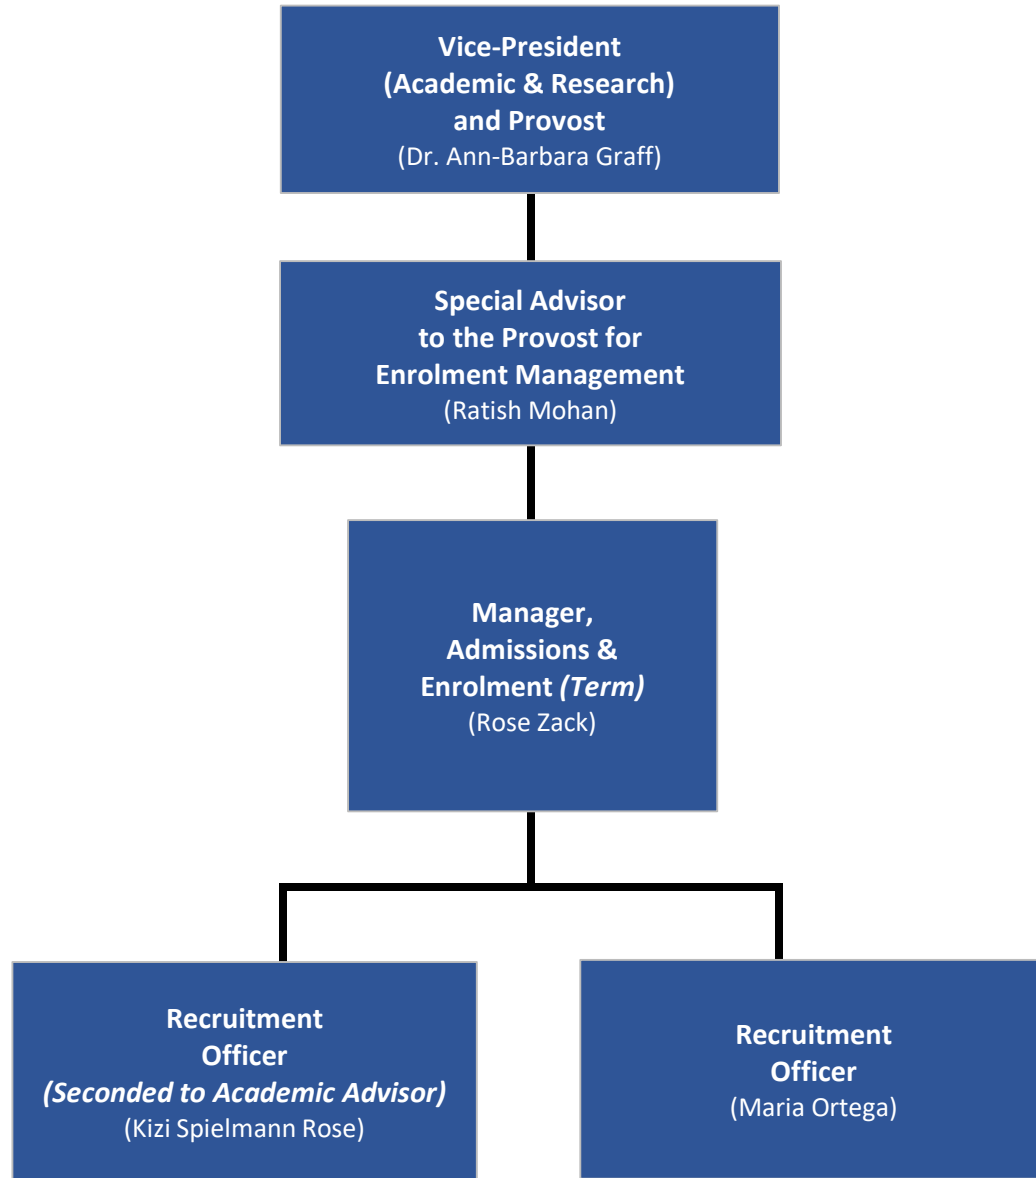 Vice-President
(Academic & Research)
and Provost
(Dr. Ann-Barbara Graff)
Special Advisor
to the Provost for
Enrolment Management
(Ratish Mohan)
Manager,
Admissions &
Enrolment (Term)
(Rose Zack)
Recruitment
Officer
(Seconded to Academic Advisor)
(Kizi Spielmann Rose)
Recruitment
Officer
(Maria Ortega)